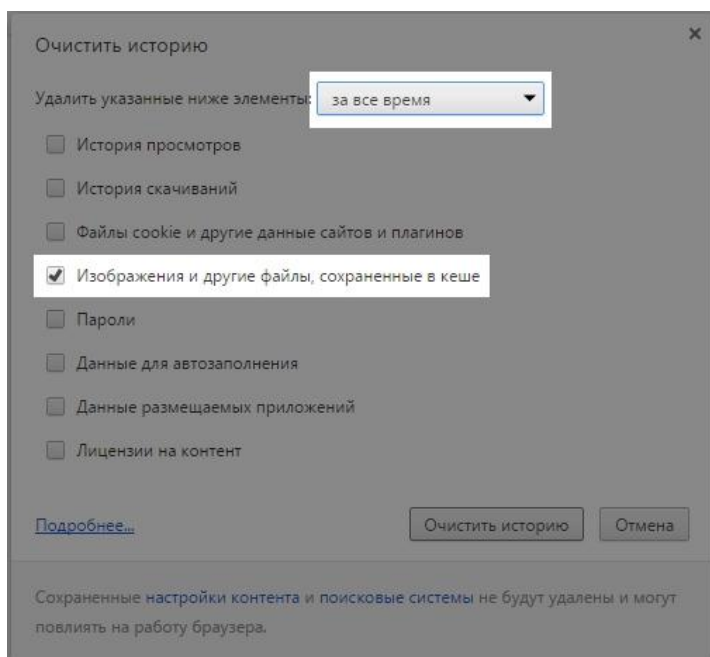 Очистить историю
Удалить указанные ниже элементы: за все время
История просмотров
История скачиваний
Файлы cookie и другие данные сайтов и плагинов
Изображения и другие файлы, сохраненные в кеше
Пароли
Данные для автозаполнения
Данные размещаемых приложений
Лицензии на контент
Подробнее... Очистить историю Отмена
Сохраненные настройки контента и поисковые системы не будут удалены и могут
повлиять на работу браузера.